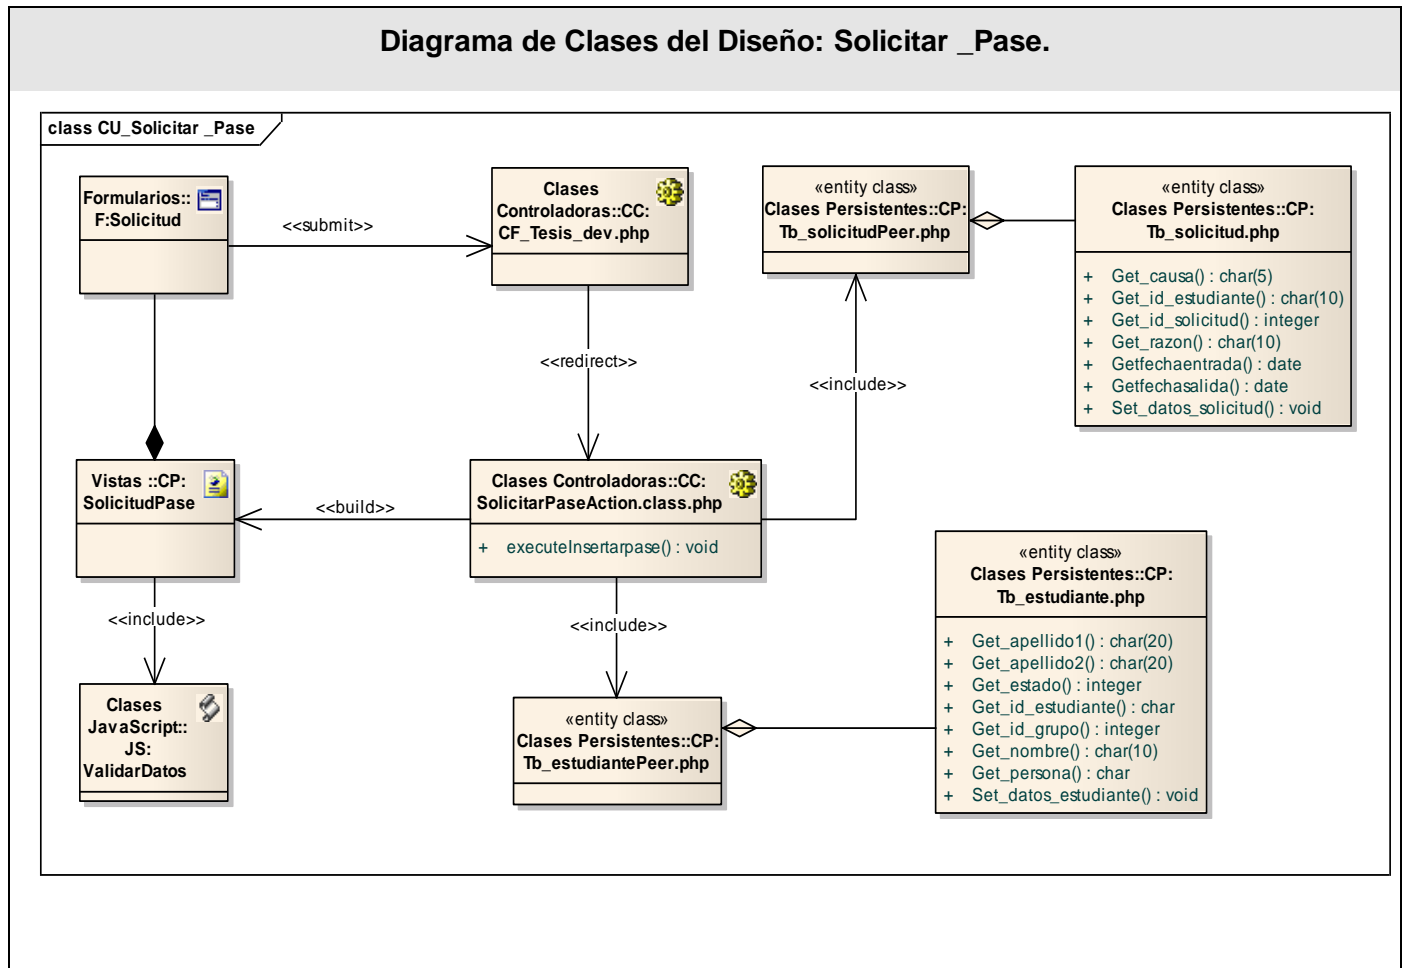 Diagrama de Clases del Diseño: Solicitar _Pase.
class CU_Solicitar _Pase
Formularios::
F:Solicitud
<<submit>>
Clases
Controladoras::CC:
CF_Tesis_dev.php
«entity class»
Clases Persistentes::CP:
Tb_solicitudPeer.php
«entity class»
Clases Persistentes::CP:
Tb_solicitud.php
+ Get_causa() : char(5)
+ Get_id_estudiante() : char(10)
+ Get_id_solicitud() : integer
+ Get_razon() : char(10)
+ Getfechaentrada() : date
+ Getfechasalida() : date
+ Set_datos_solicitud() : void
<<redirect>>
<<include>>
Vistas ::CP:
SolicitudPase
<<build>>
Clases Controladoras::CC:
SolicitarPaseAction.class.php
+ executeInsertarpase() : void
<<include>>
<<include>>
Clases
JavaScript::
JS:
ValidarDatos
«entity class»
Clases Persistentes::CP:
Tb_estudiantePeer.php
«entity class»
Clases Persistentes::CP:
Tb_estudiante.php
+ Get_apellido1() : char(20)
+ Get_apellido2() : char(20)
+ Get_estado() : integer
+ Get_id_estudiante() : char
+ Get_id_grupo() : integer
+ Get_nombre() : char(10)
+ Get_persona() : char
+ Set_datos_estudiante() : void